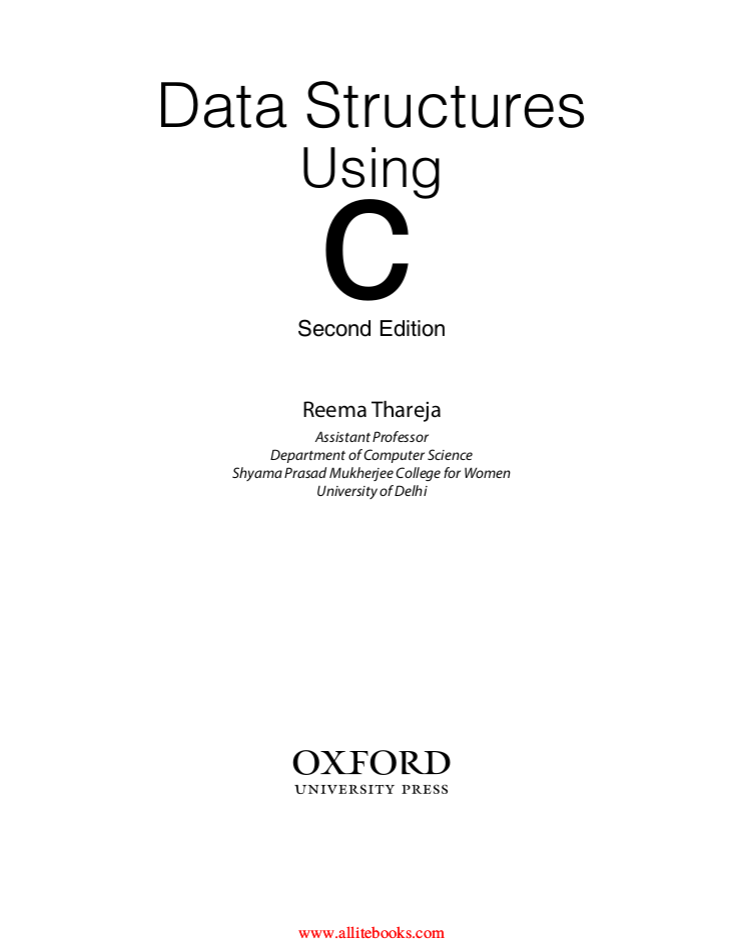 Data Structures
Using
C
Second Edition
Reema Thareja
Assistant Professor
Department of Computer Science
Shyama Prasad Mukherjee College for Women
University of Delhi
OXFORD
UNIVERSITY PRESS
www.allitebooks.com